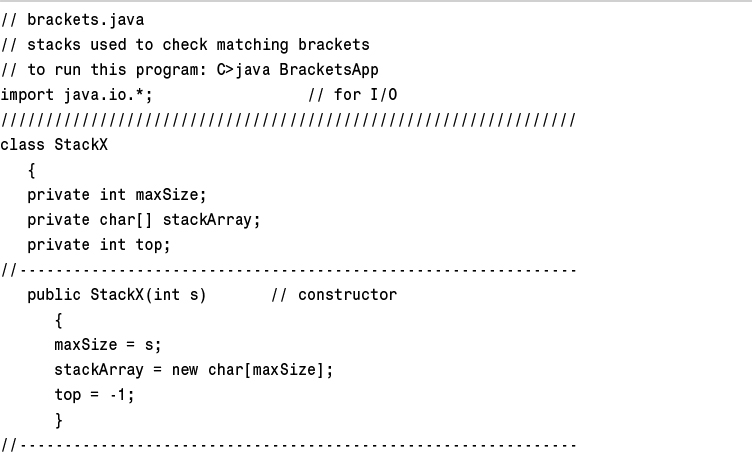 // brackets.java
// stacks used to check matching brackets
// to run this program: C>java BracketsApp
import java.io.*;                 // for I/O
////////////////////////////////////////////////////////////////
class StackX
   {
   private int maxSize;
   private char[] stackArray;
   private int top;
//--------------------------------------------------------------
   public StackX(int s)       // constructor
      {
      maxSize = s;
      stackArray = new char[maxSize];
      top = -1;
      }
//--------------------------------------------------------------